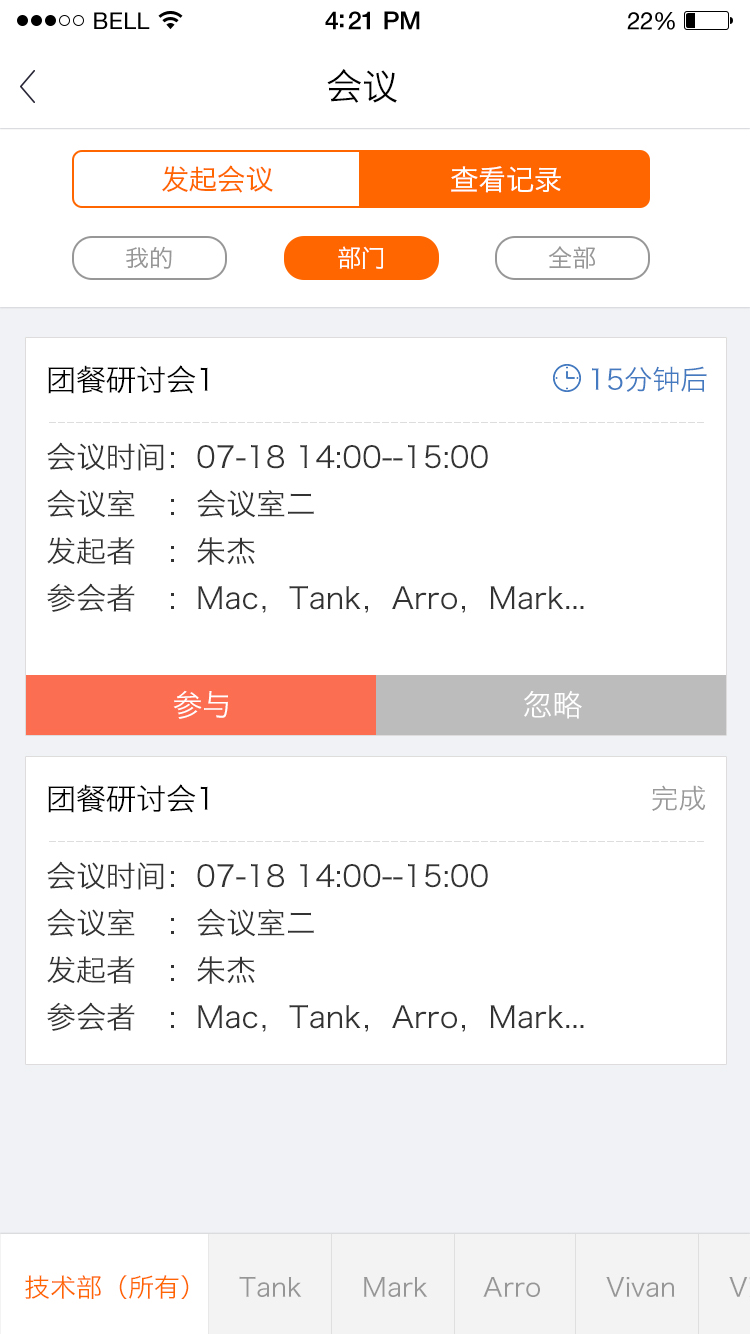 BELL 4:21 PM 22%
会议
发起会议 查看记录
我的 部门 全部
团餐研讨会1 15分钟后
会议时间：07-18 14:00--15:00
会议室 ：会议室二
发起者 ：朱杰
参会者 ：Mac，Tank，Arro，Mark...
参与 忽略
团餐研讨会1 完成
会议时间：07-18 14:00--15:00
会议室 ：会议室二
发起者 ：朱杰
参会者 ：Mac，Tank，Arro，Mark...
技术部（所有） Tank Mark Arro Vivan